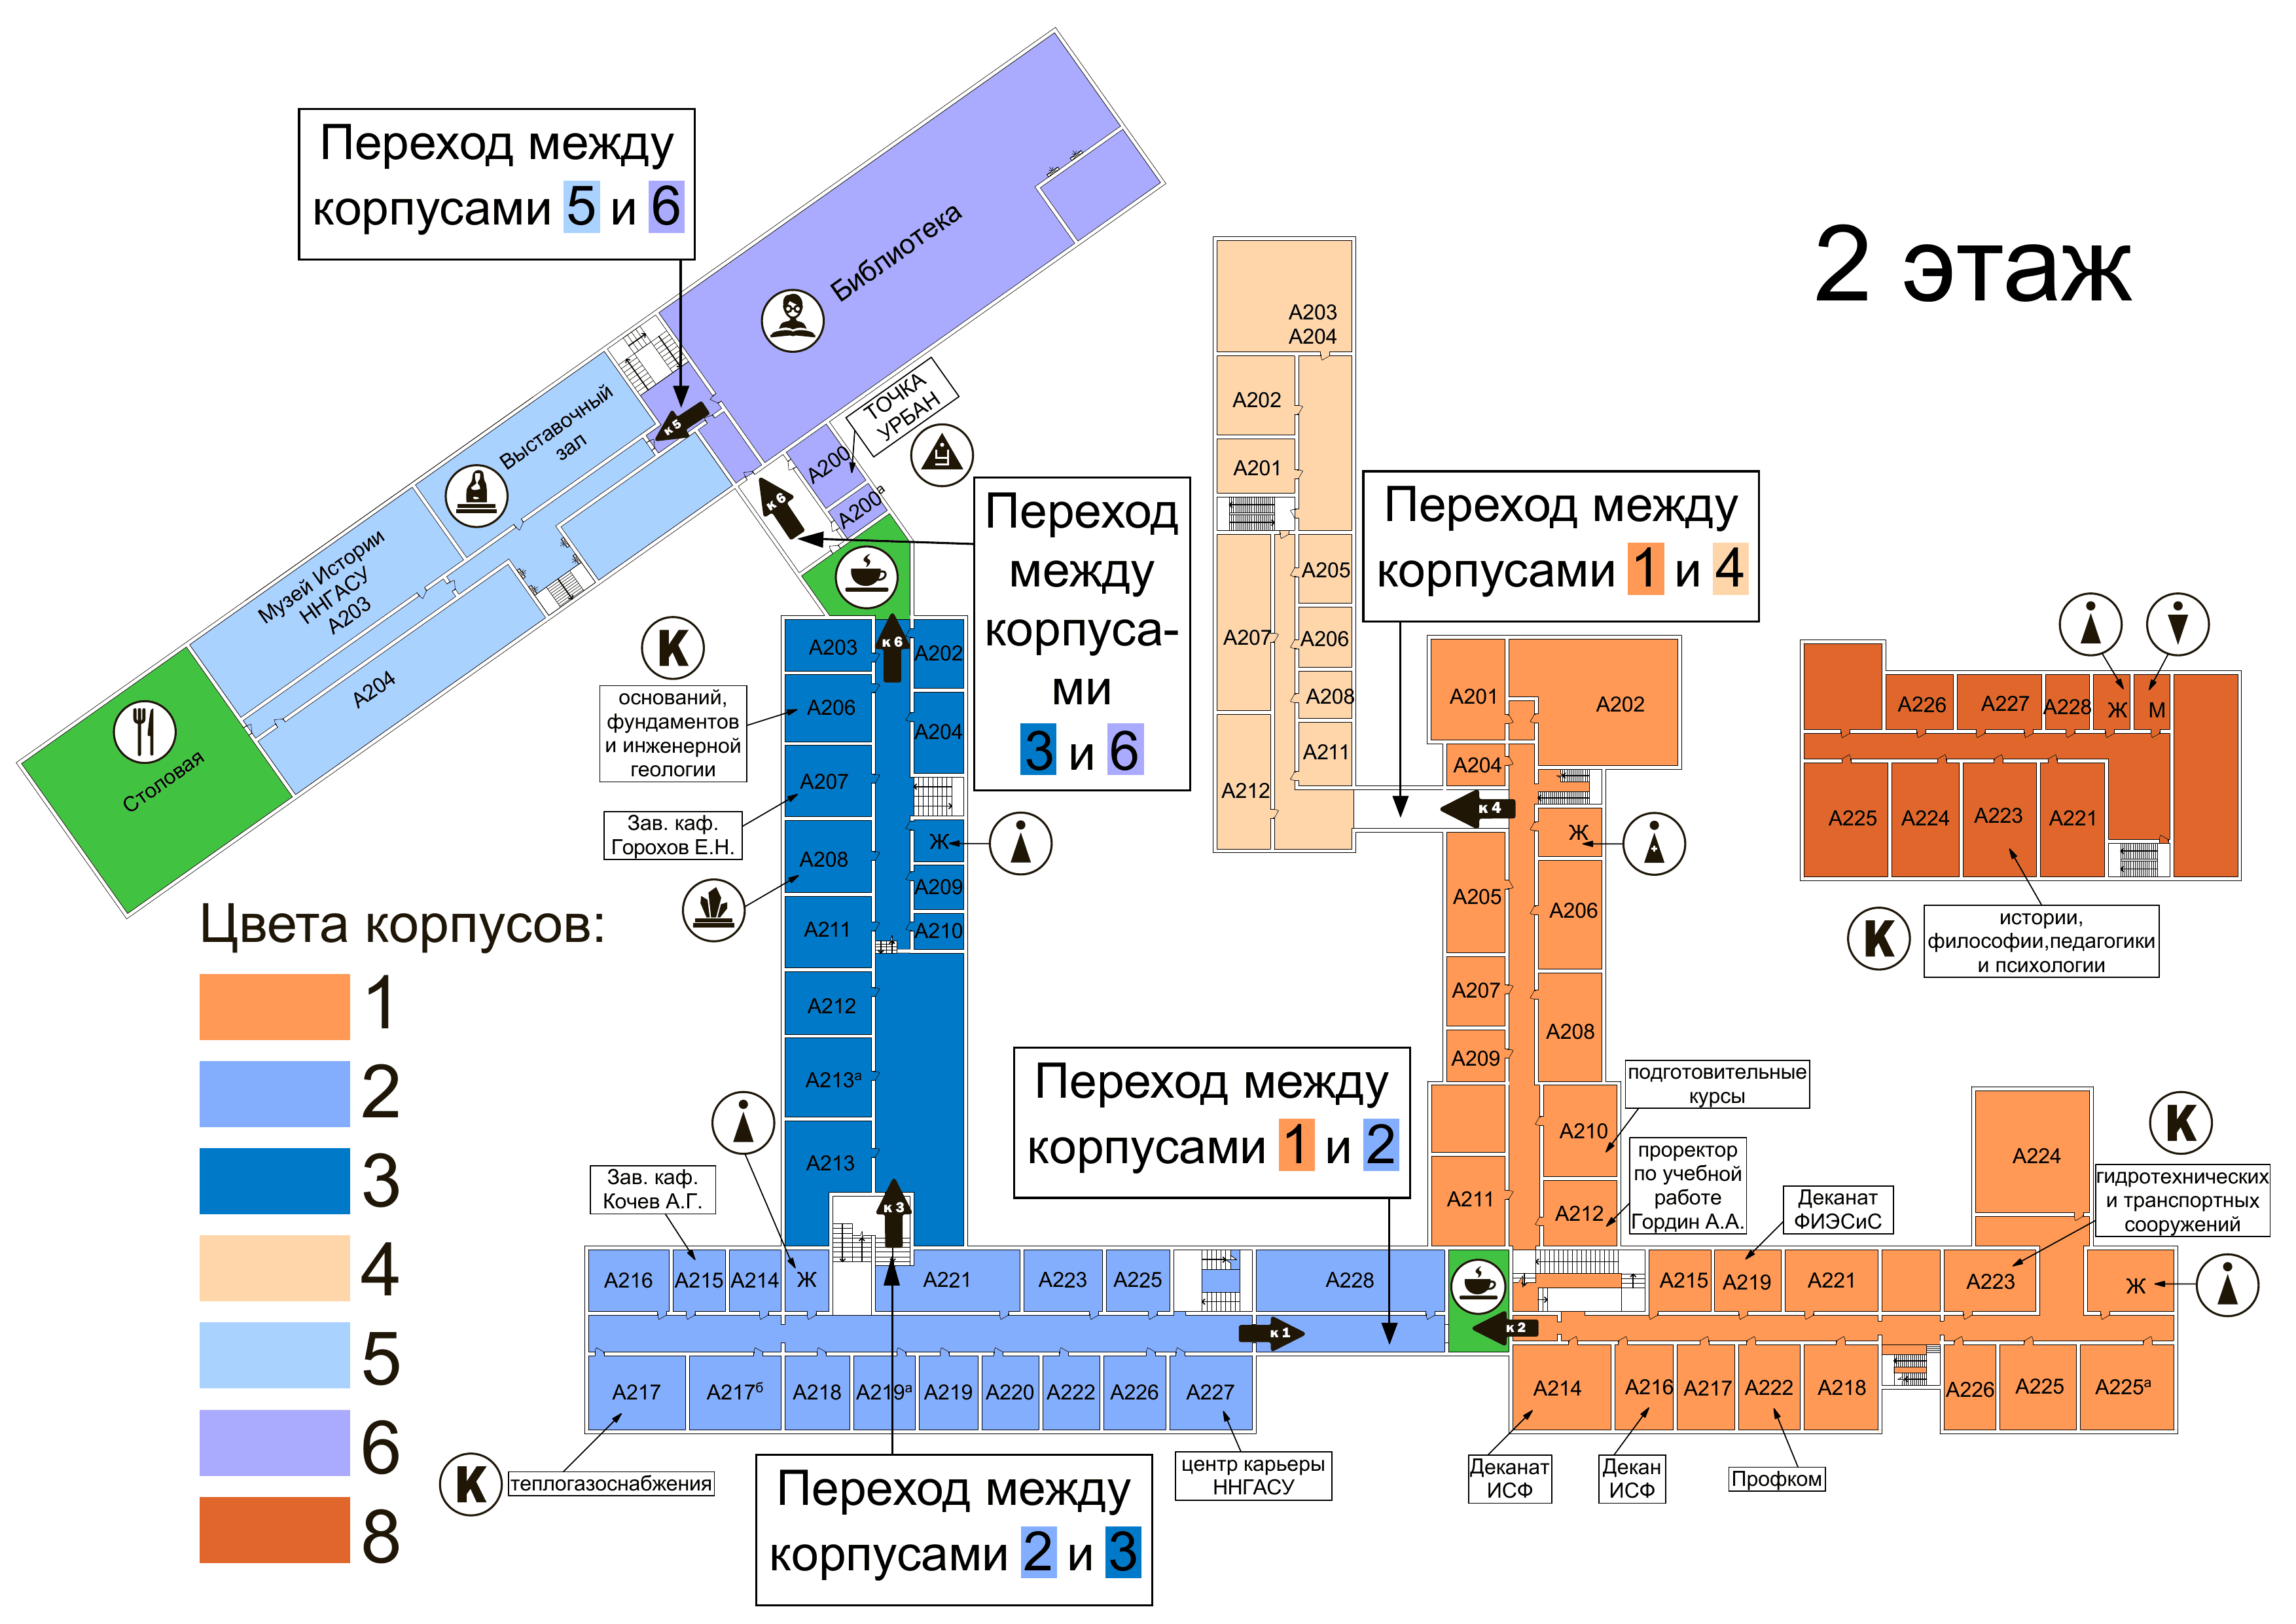 2 этаж
Переход между
корпусами 5 и 6
Библиотека
ТОЧКА
УРБАН
У
А200
А200а
к 5
к 6
Выставочный
зал
Музей Истории
ННГАСУ
А203
А204
Столовая
Переход
между
корпуса-
ми
3 и 6
Переход между
корпусами 1 и 4
А203
А204
А202
А201
А205
А207
А206
А208
А211
А212
К
оснований,
фундаментов
и инженерной
геологии
Зав. каф.
Горохов Е.Н.
к 6
А203
А202
А206
А204
А207
А208
Ж
А209
А211
А210
А212
А213а
А213
к 3
А201
А202
А204
к 4
Ж
А205
А206
А207
А208
А209
А210
А211
А212
подготовительные
курсы
проректор
по учебной
работе
Гордин А.А.
Деканат
ФИЭСиС
А226
А227
А228
Ж
М
А225
А224
А223
А221
К
истории,
философии,педагогики
и психологии
К
гидротехнических
и транспортных
сооружений
А224
Цвета корпусов:
1
2
3
4
5
6
8
Переход между
корпусами 1 и 2
Зав. каф.
Кочев А.Г.
А216
А215
А214
Ж
А221
А223
А225
А228
к 1
к 2
А217
А217б
А218
А219а
А219
А220
А222
А226
А227
К
теплогазоснабжения
Переход между
корпусами 2 и 3
центр карьеры
ННГАСУ
А215
А219
А221
А223
Ж
А214
А216
А217
А222
А218
А226
А225
А225а
Деканат
ИСФ
Декан
ИСФ
Профком